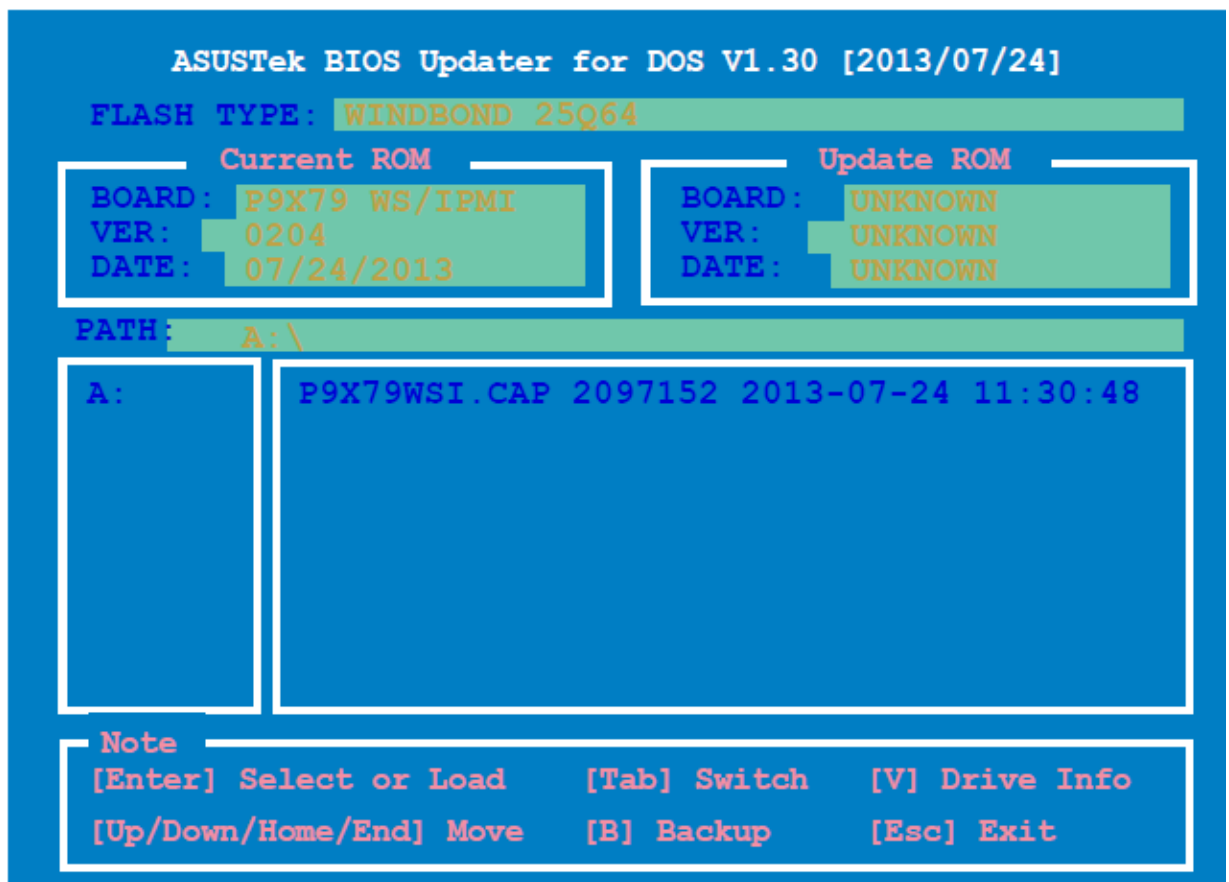 ASUSTek BIOS Updater for DOS V1.30 [2013/07/24]
FLASH TYPE: WINDBOND 25Q64
Current ROM
BOARD: P9X79 WS/IPMI
VER: 0204
DATE: 07/24/2013
Update ROM
BOARD: UNKNOWN
VER: UNKNOWN
DATE: UNKNOWN
PATH: A:\
A:
P9X79WSI.CAP 2097152 2013-07-24 11:30:48
Note
[Enter] Select or Load [Tab] Switch [V] Drive Info
[Up/Down/Home/End] Move [B] Backup [Esc] Exit